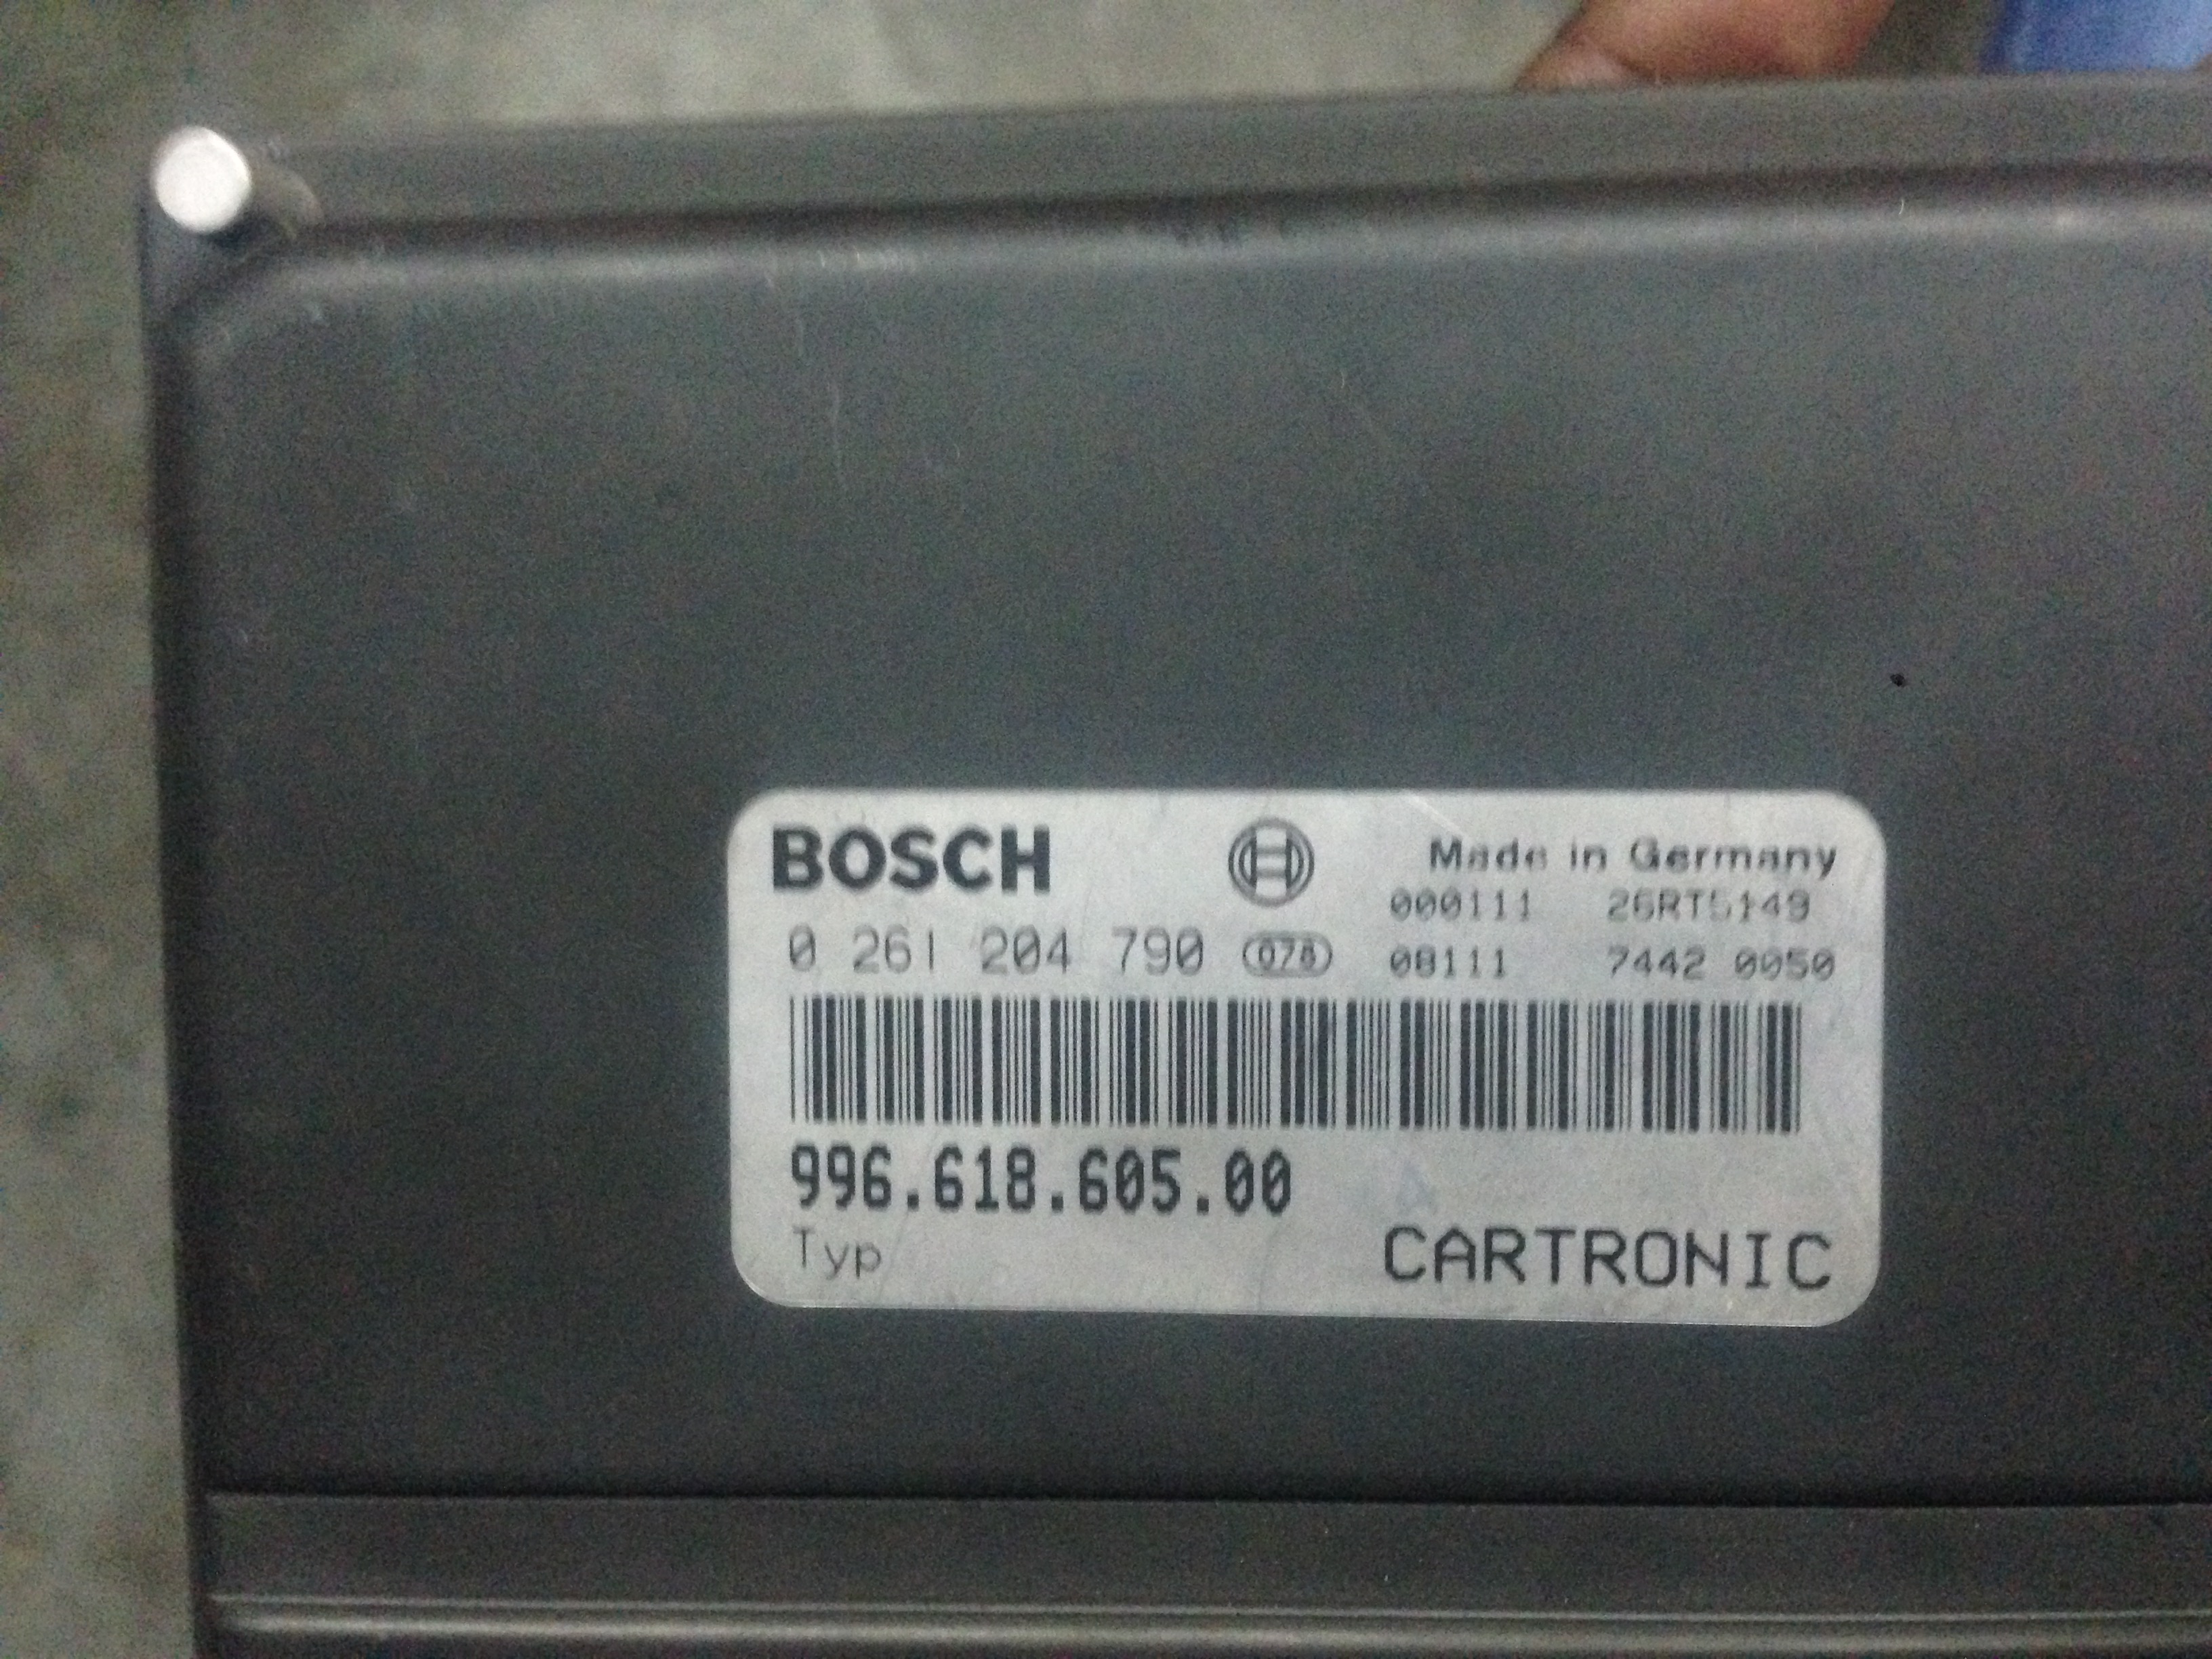 BOSCH
Made in Germany
000111 26RT5149
0 261 204 790 078
08111 7442 0050
996.618.605.00
Typ CARTRONIC